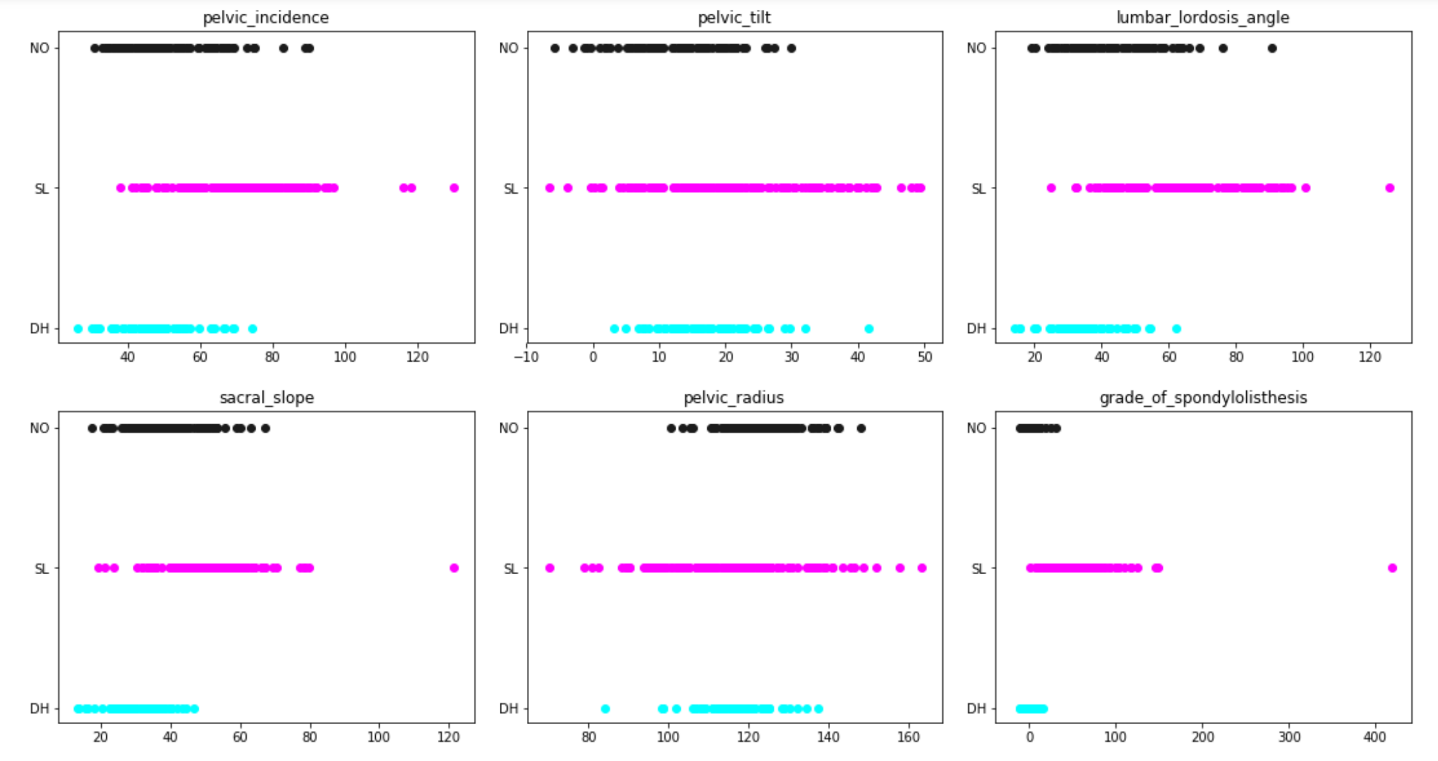 pelvic_incidence
pelvic_tilt
lumbar_lordosis_angle
NO
SL
DH
40 60 80 100 120
NO
SL
DH
−10 0 10 20 30 40 50
NO
SL
DH
20 40 60 80 100 120
sacral_slope
pelvic_radius
grade_of_spondylolisthesis
NO
SL
DH
20 40 60 80 100 120
NO
SL
DH
80 100 120 140 160
NO
SL
DH
0 100 200 300 400